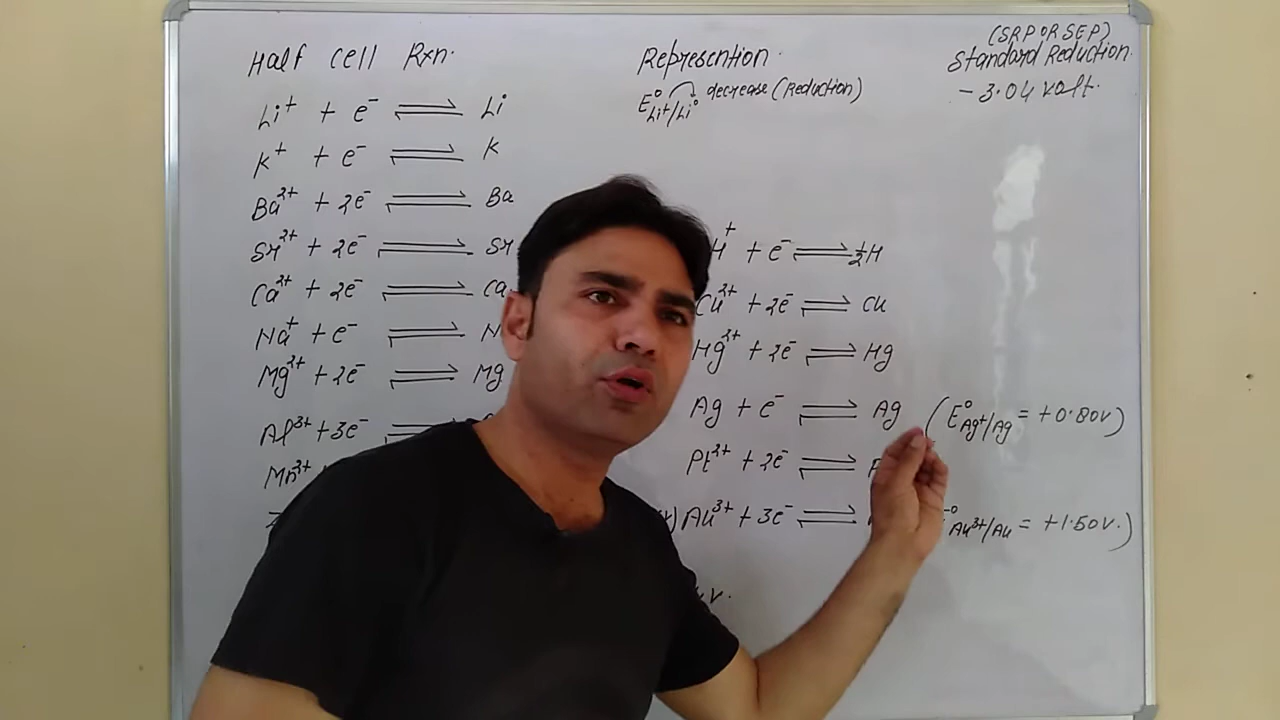 Half cell Rxn.
Li⁺ + e⁻ ⇌ Li
K⁺ + e⁻ ⇌ K
Ba²⁺ + 2e⁻ ⇌ Ba
Sr²⁺ + 2e⁻ ⇌ Sr
Ca²⁺ + 2e⁻ ⇌ Ca
Na⁺ + e⁻ ⇌ N
Mg²⁺ + 2e⁻ ⇌ Mg
Al³⁺ + 3e⁻
Represention
E°Li⁺/Li° decrease (Reduction)
H⁺ + e⁻ ⇌ ½H
Cu²⁺ + 2e⁻ ⇌ Cu
Hg²⁺ + 2e⁻ ⇌ Hg
Ag + e⁻ ⇌ Ag (E°Ag⁺/Ag = +0.80v)
Pt²⁺ + 2e⁻ ⇌ P
Au³⁺ + 3e⁻ ⇌ Au³⁺/Au = +1.50v.)
v.
(SRP OR SEP)
Standard Reduction.
-3.04 volt.